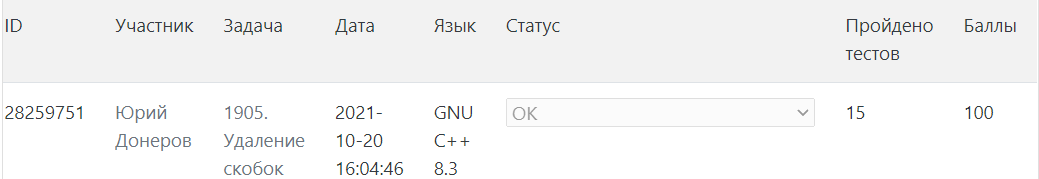 ID Участник Задача Дата Язык Статус Пройдено Баллы
тестов
28259751 Юрий 1905. 2021- GNU OK 15 100
Донеров Удаление 10-20 C++
скобок 16:04:46 8.3